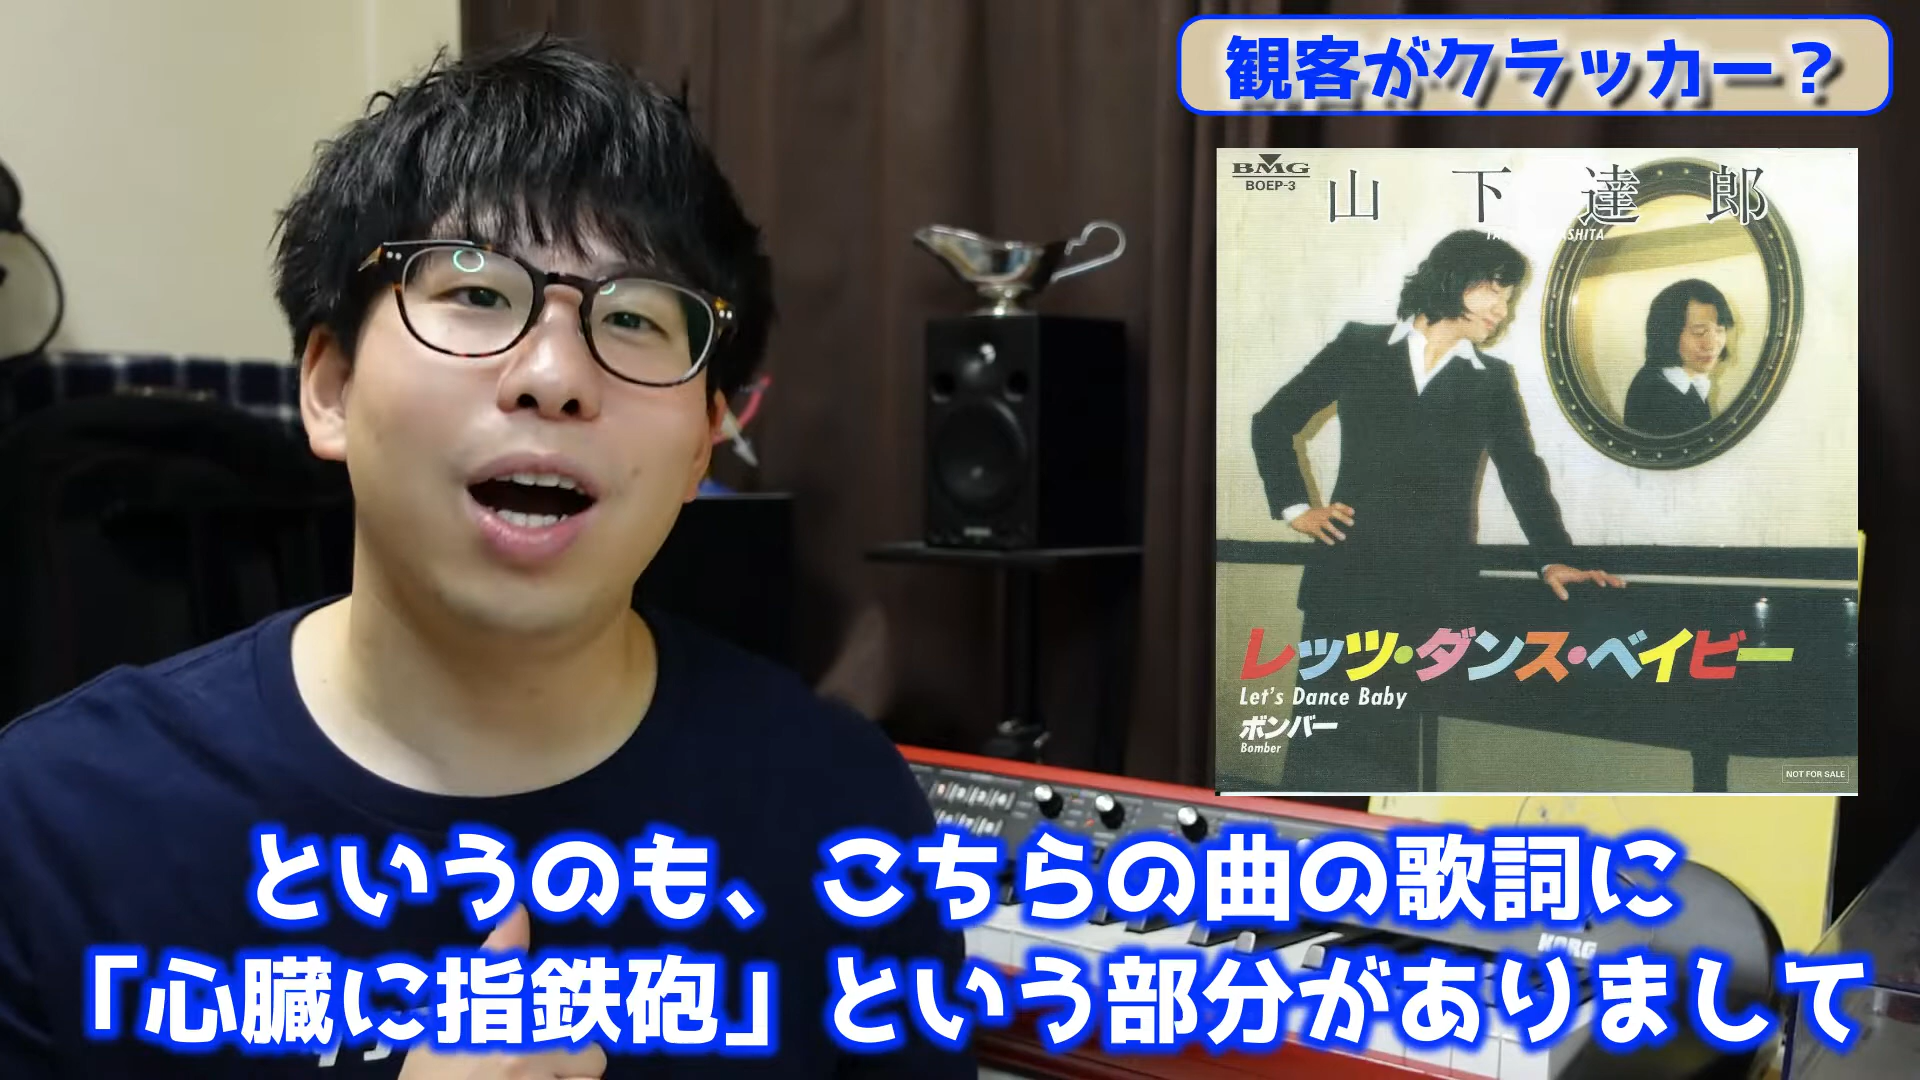 観客がクラッカー？
BMG
BOEP-3
山下達郎
レッツ・ダンス・ベイビー
Let's Dance Baby
ボンバー
Bomber
NOT FOR SALE
KORG
というのも、こちらの曲の歌詞に
「心臓に指鉄砲」という部分がありまして